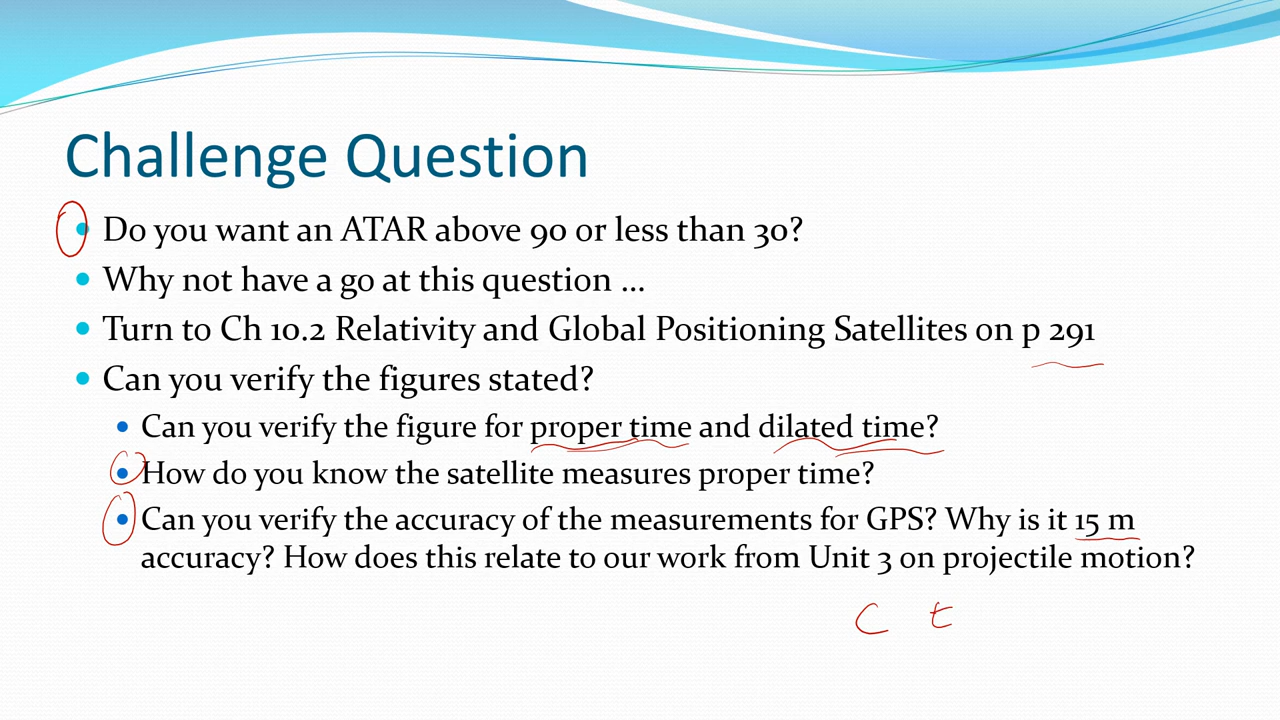 Challenge Question
Do you want an ATAR above 90 or less than 30?
Why not have a go at this question ...
Turn to Ch 10.2 Relativity and Global Positioning Satellites on p 291
Can you verify the figures stated?
Can you verify the figure for proper time and dilated time?
How do you know the satellite measures proper time?
Can you verify the accuracy of the measurements for GPS? Why is it 15 m
accuracy? How does this relate to our work from Unit 3 on projectile motion?
c t